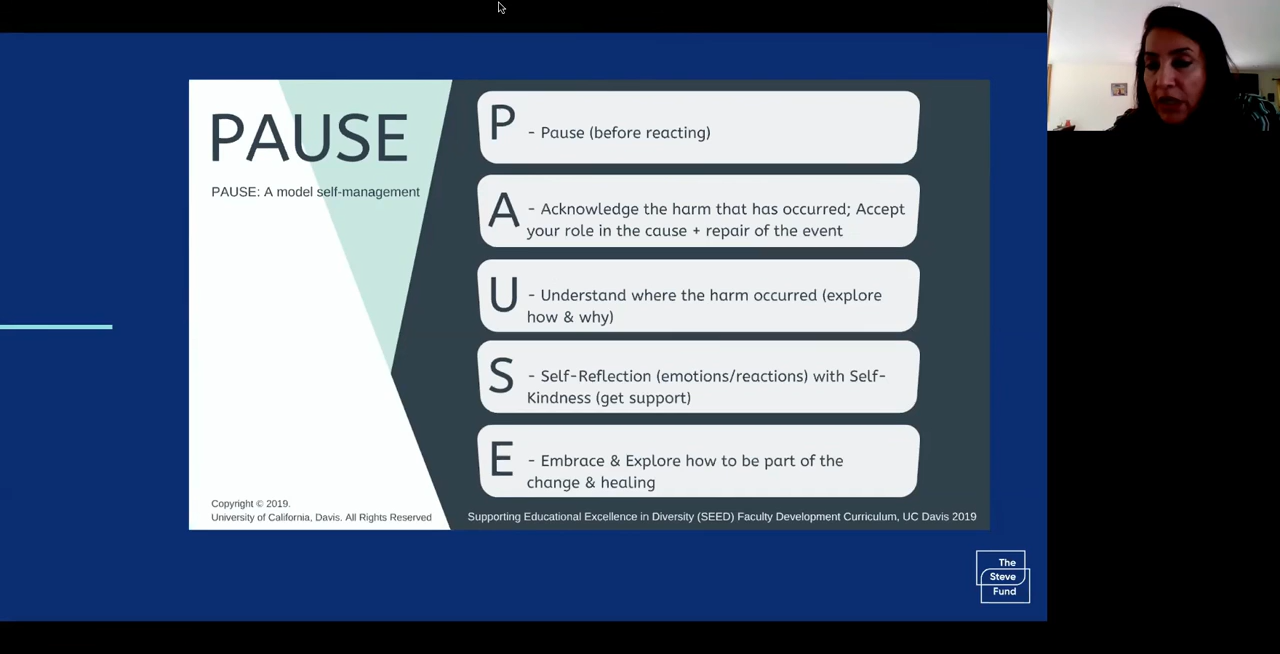 PAUSE
PAUSE: A model self-management
P
- Pause (before reacting)
A
- Acknowledge the harm that has occurred; Accept
your role in the cause + repair of the event
U
- Understand where the harm occurred (explore
how & why)
S
- Self-Reflection (emotions/reactions) with Self-
Kindness (get support)
E
- Embrace & Explore how to be part of the
change & healing
Copyright © 2019.
University of California, Davis. All Rights Reserved
Supporting Educational Excellence in Diversity (SEED) Faculty Development Curriculum, UC Davis 2019
The
Steve
Fund